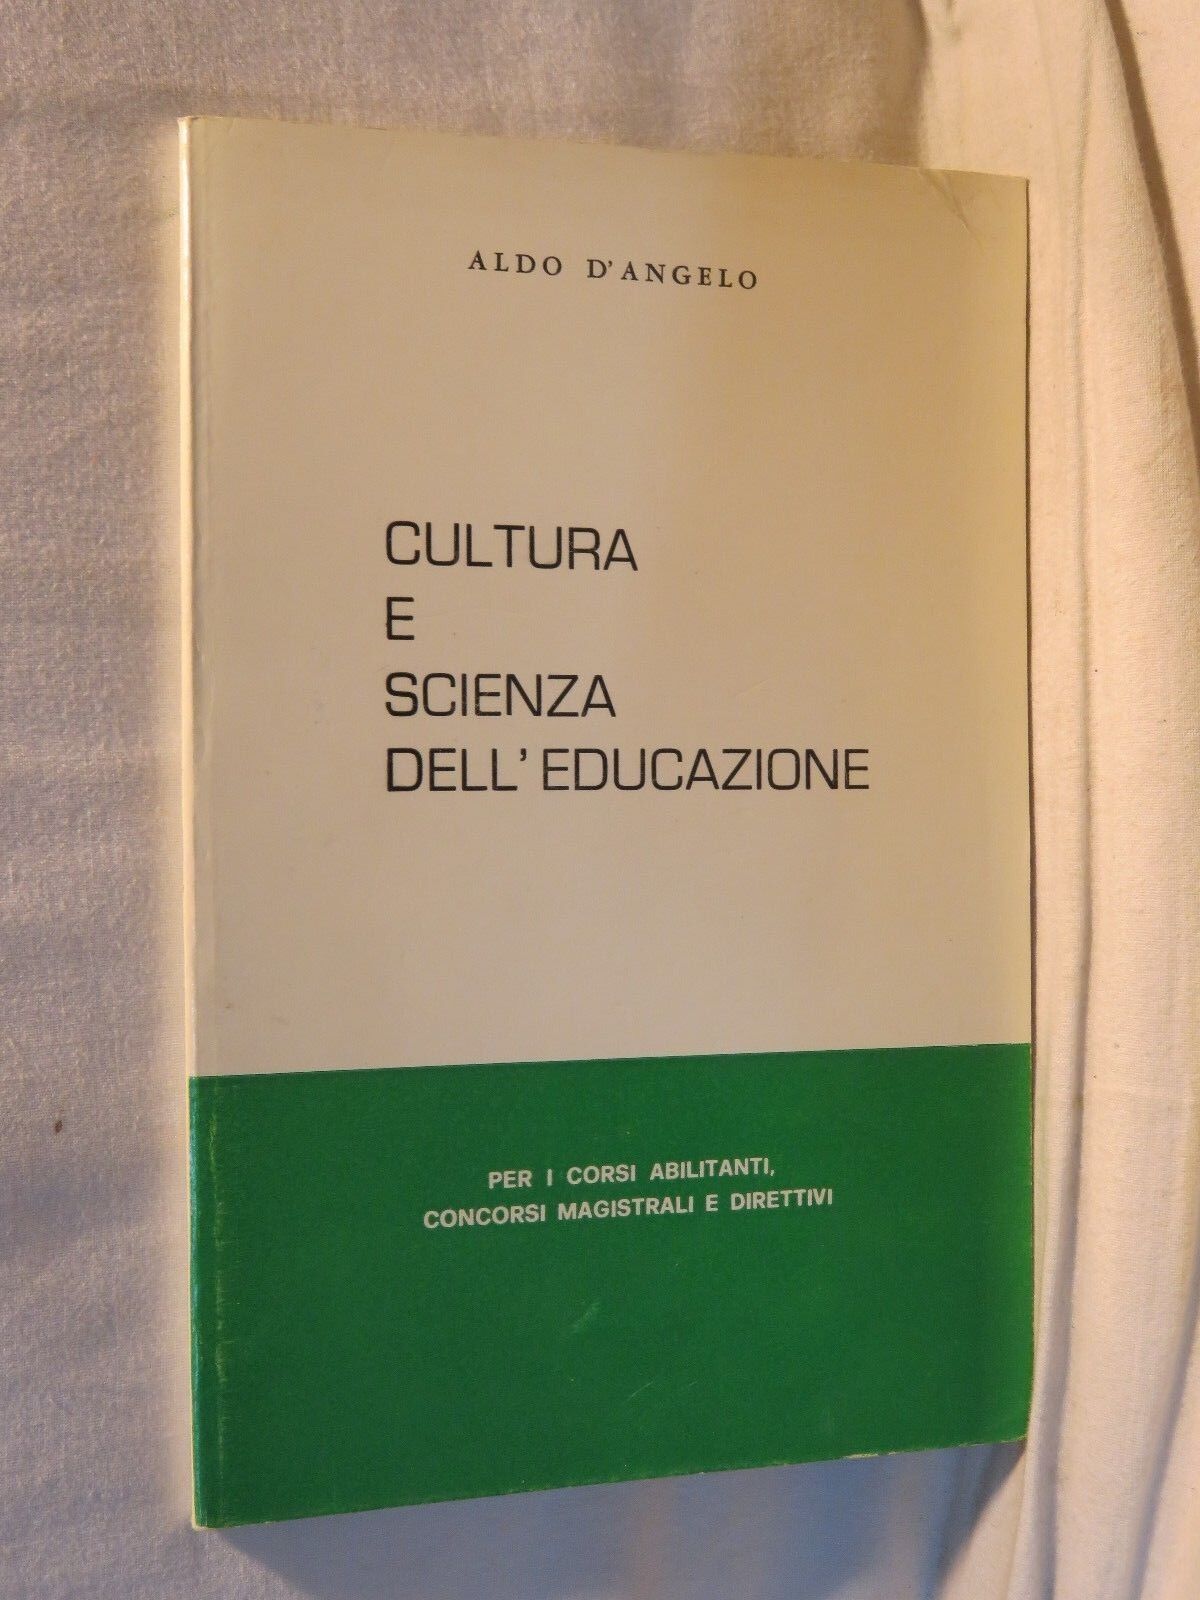 ALDO D'ANGELO
CULTURA
E
SCIENZA
DELL'EDUCAZIONE
PER I CORSI ABILITANTI,
CONCORSI MAGISTRALI E DIRETTIVI